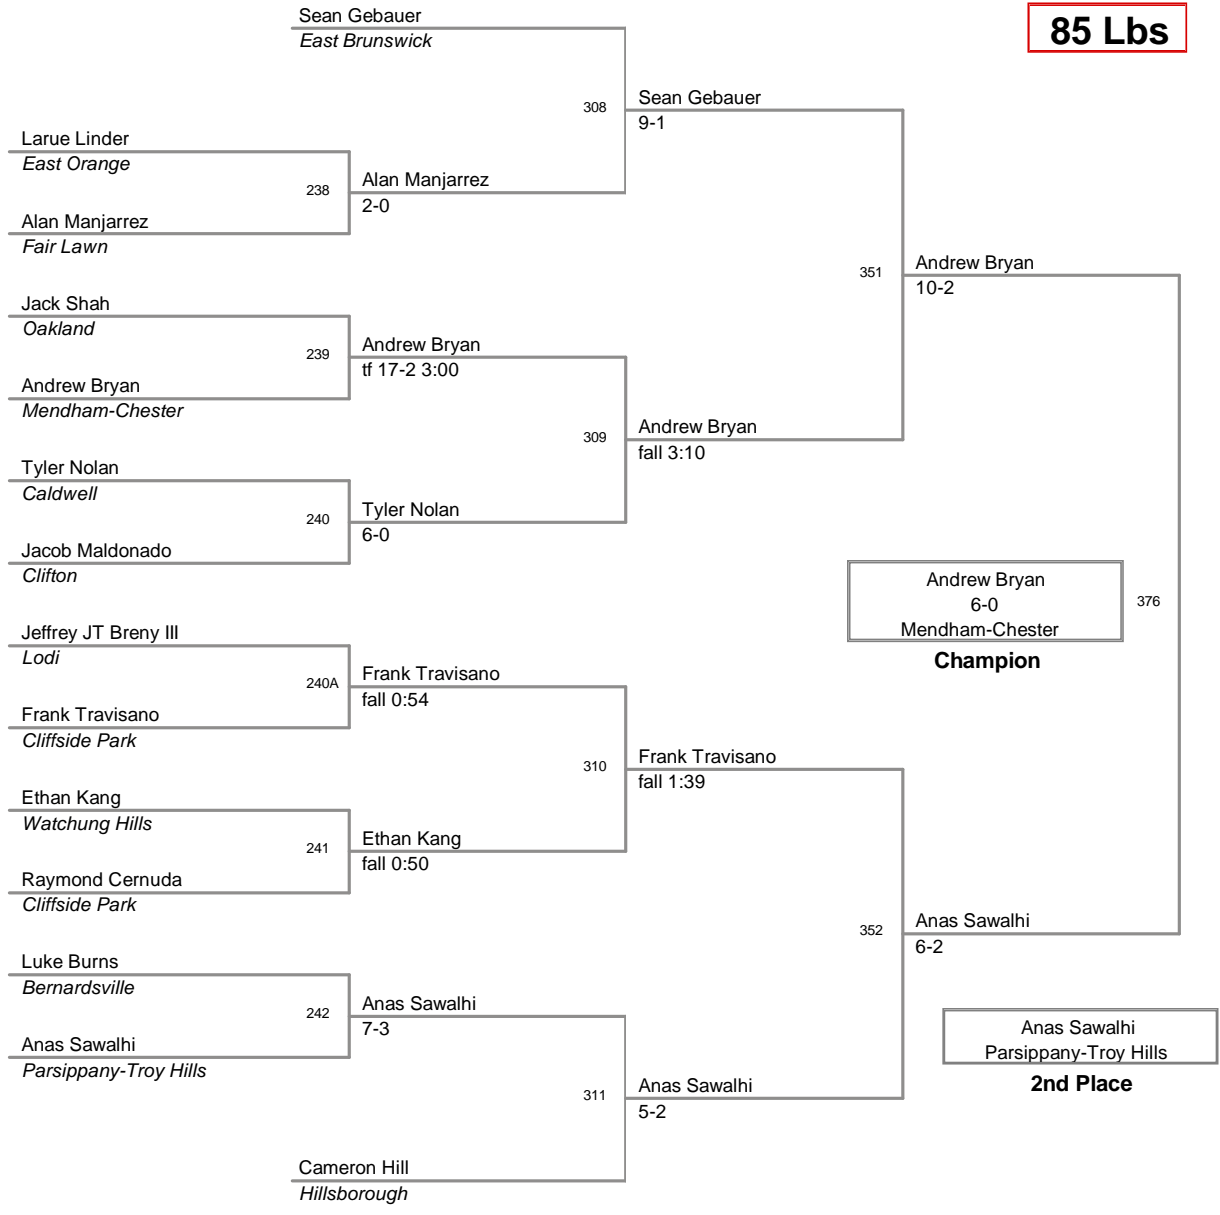 85 Lbs
Sean Gebauer
East Brunswick
308
Sean Gebauer
9-1
Larue Linder
East Orange
238
Alan Manjarrez
2-0
Alan Manjarrez
Fair Lawn
351
Andrew Bryan
10-2
Jack Shah
Oakland
239
Andrew Bryan
tf 17-2 3:00
Andrew Bryan
Mendham-Chester
309
Andrew Bryan
fall 3:10
Tyler Nolan
Caldwell
240
Tyler Nolan
6-0
Jacob Maldonado
Clifton
Andrew Bryan
6-0
Mendham-Chester
Champion
376
Jeffrey JT Breny III
Lodi
240A
Frank Travisano
fall 0:54
Frank Travisano
Cliffside Park
310
Frank Travisano
fall 1:39
Ethan Kang
Watchung Hills
241
Ethan Kang
fall 0:50
Raymond Cernuda
Cliffside Park
352
Anas Sawalhi
6-2
Luke Burns
Bernardsville
242
Anas Sawalhi
7-3
Anas Sawalhi
Parsippany-Troy Hills
311
Anas Sawalhi
5-2
Anas Sawalhi
Parsippany-Troy Hills
2nd Place
Cameron Hill
Hillsborough